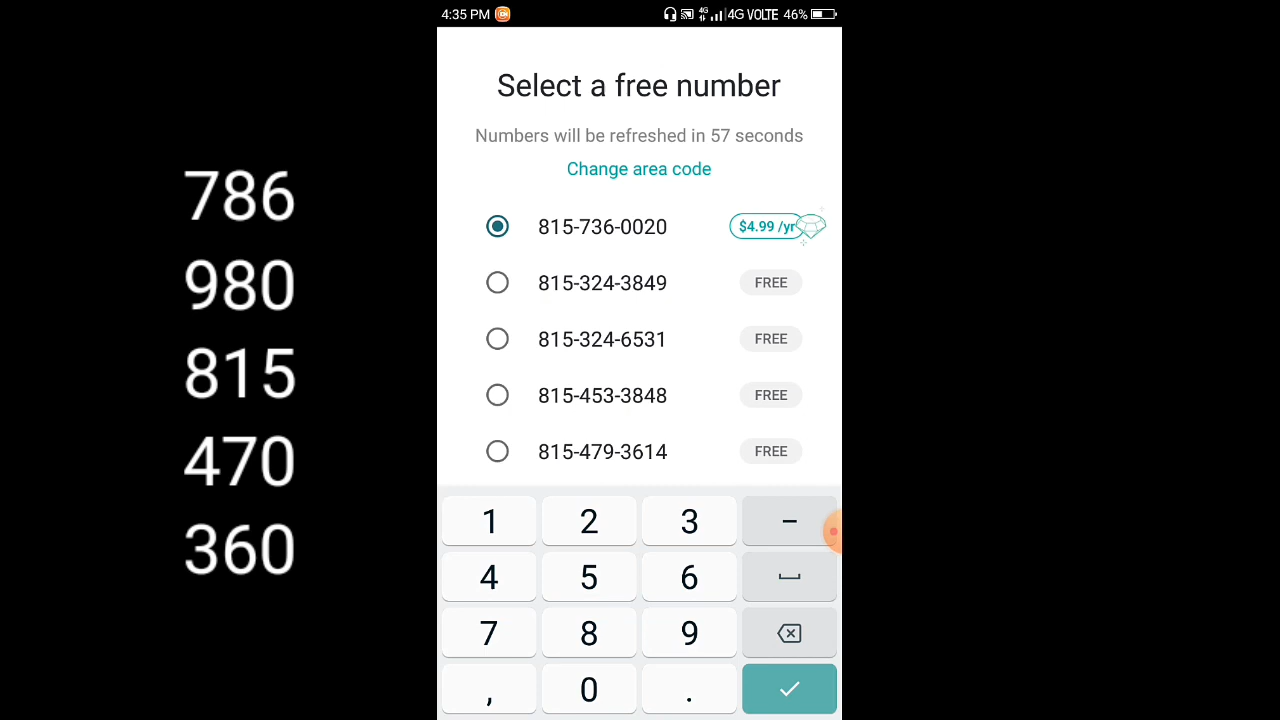 4:35 PM 4G 4G VOLTE 46%
Select a free number
Numbers will be refreshed in 57 seconds
Change area code
815-736-0020 $4.99 /yr
815-324-3849 FREE
815-324-6531 FREE
815-453-3848 FREE
815-479-3614 FREE
786
980
815
470
360
1 2 3 -
4 5 6
7 8 9
, 0 .